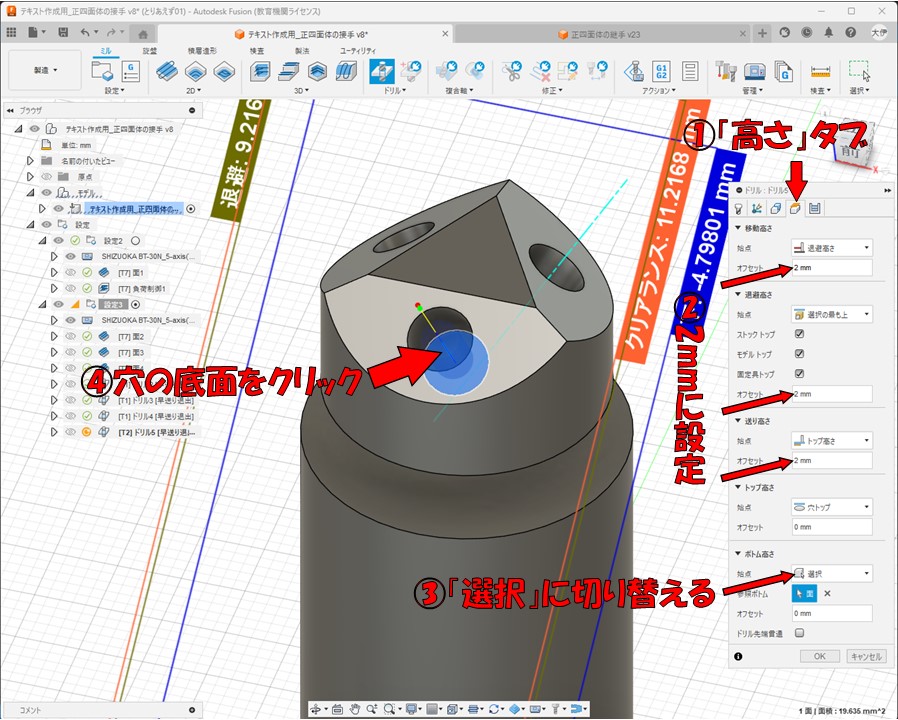 テキスト作成用_正四面体の接手 v8* (とりあえず01) - Autodesk Fusion (教育機関ライセンス)
テキスト作成用_正四面体の接手 v8*
正四面体の継手 v23
大伊
ミル 旋盤 積層造形 検査 製法 ユーティリティ
製造
設定 2D 3D ドリル 複合軸 修正 アクション 管理 検査 選択
G1
G2
ブラウザ
テキスト作成用_正四面体の接手 v8
単位: mm
名前の付いたビュー
原点
モデル
テキスト作成用_正四面体の...
設定
設定2
SHIZUOKA BT-30N_5-axis(...
[T7] 面1
[T7] 負荷制御1
設定3
SHIZUOKA BT-30N_5-axis(...
[T7] 面2
[T7] 面3
[T1] ドリル3 [早送り退出]
[T1] ドリル4 [早送り退出]
[T2] ドリル5 [早送り退...
退避: 9.216
クリアランス: 11.2168 mm
-4.79801 mm
①「高さ」タブ
②2mmに設定
③「選択」に切り替える
④穴の底面をクリック
ドリル : ドリル5
移動高さ
始点 退避高さ
オフセット 2 mm
退避高さ
始点 選択の最も上
ストックトップ
モデルトップ
固定具トップ
オフセット 2 mm
送り高さ
始点 トップ高さ
オフセット 2 mm
トップ高さ
始点 穴トップ
オフセット 0 mm
ボトム高さ
始点 選択
参照ボトム 面
オフセット 0 mm
ドリル先端貫通
OK キャンセル
コメント
1 面 | 面積 : 19.635 mm^2